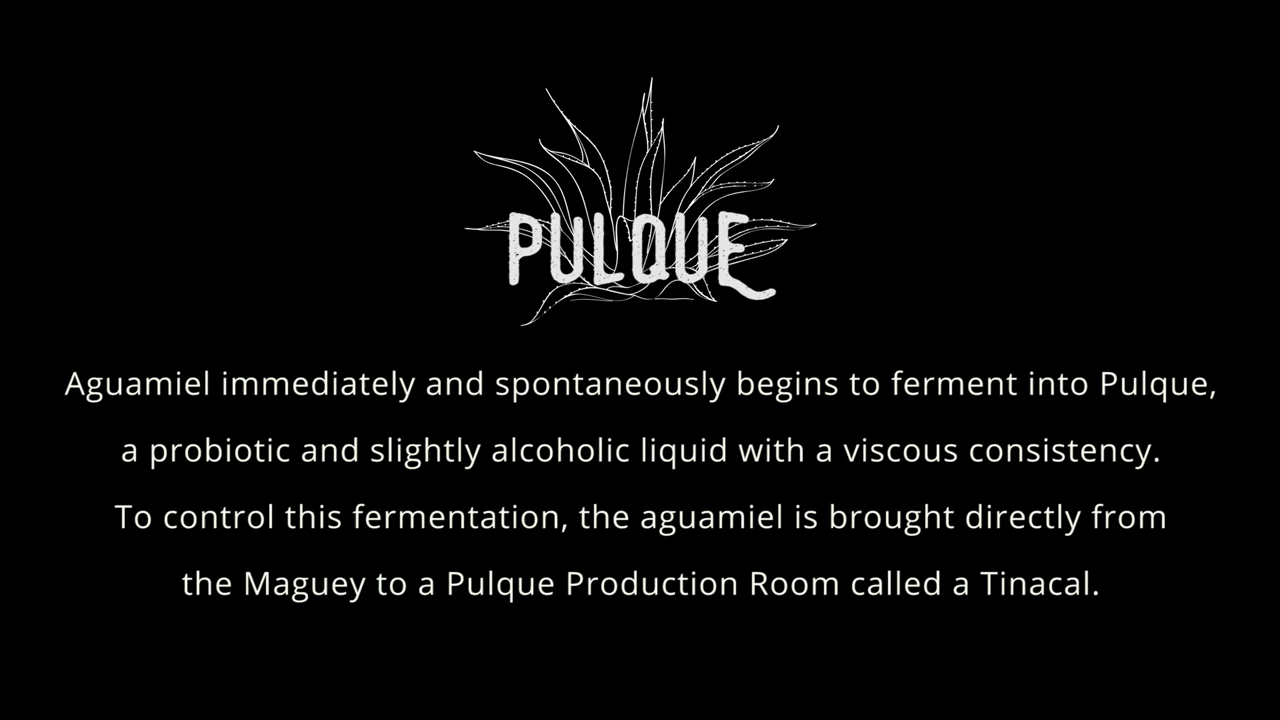 PULQUE
Aguamiel immediately and spontaneously begins to ferment into Pulque,
a probiotic and slightly alcoholic liquid with a viscous consistency.
To control this fermentation, the aguamiel is brought directly from
the Maguey to a Pulque Production Room called a Tinacal.